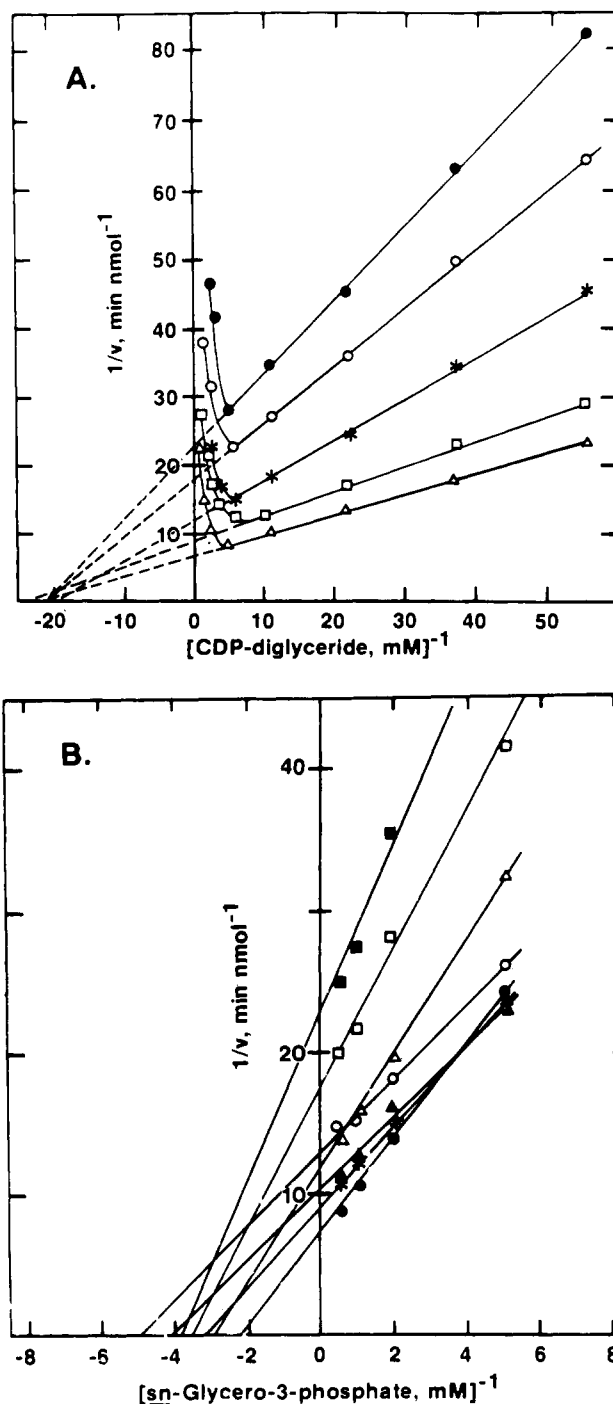 A.
80
70
60
50
40
30
20
10
1/v, min nmol-1
-20 -10 0 10 20 30 40 50
[CDP-diglyceride, mM]-1
B.
40
20
10
1/v, min nmol-1
-8 -6 -4 -2 0 2 4 6 8
[sn-Glycero-3-phosphate, mM]-1